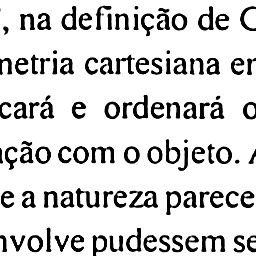 , na definição de C
metria cartesiana en
cará e ordenará o
ação com o objeto. A
e a natureza parece
nvolve pudessem se